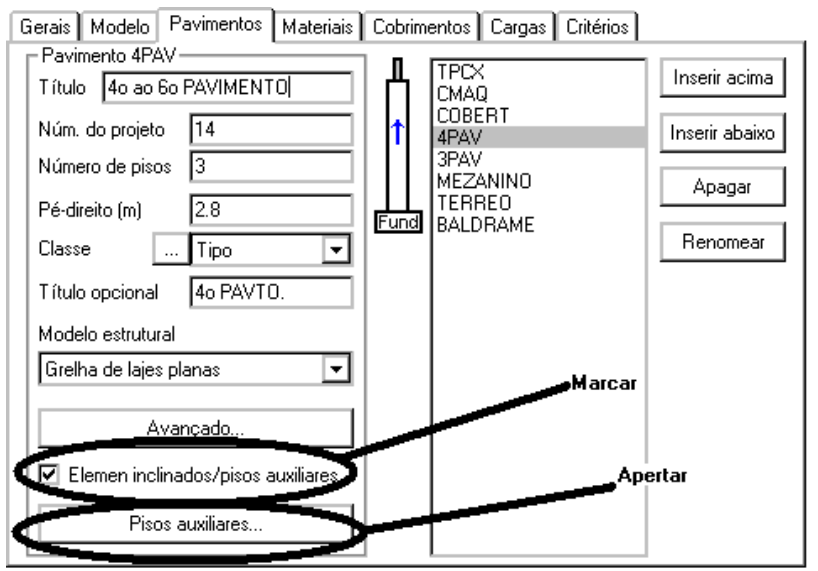 Gerais Modelo Pavimentos Materiais Cobrimentos Cargas Critérios
Pavimento 4PAV
Título 4o ao 6o PAVIMENTO
Núm. do projeto 14
Número de pisos 3
Pé-direito (m) 2.8
Classe ... Tipo
Título opcional 4o PAVTO.
Modelo estrutural
Grelha de lajes planas
Avançado...
Elemen inclinados/pisos auxiliares
Pisos auxiliares...
Fund
TPCX
CMAQ
COBERT
4PAV
3PAV
MEZANINO
TERREO
BALDRAME
Inserir acima
Inserir abaixo
Apagar
Renomear
Marcar
Apertar